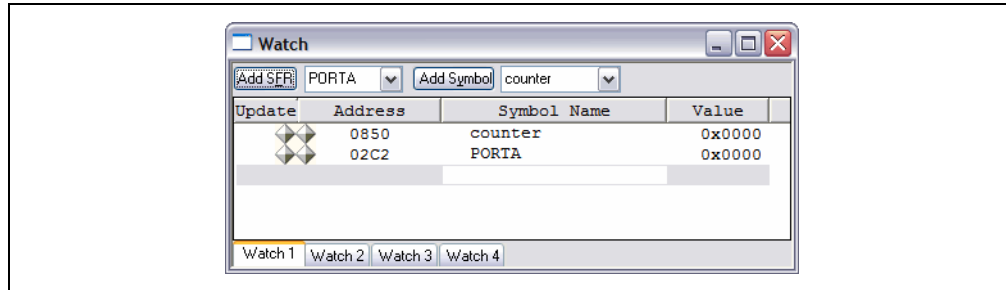 Watch
Add SFR PORTA Add Symbol counter
Update Address Symbol Name Value
0850 counter 0x0000
02C2 PORTA 0x0000
Watch 1 Watch 2 Watch 3 Watch 4